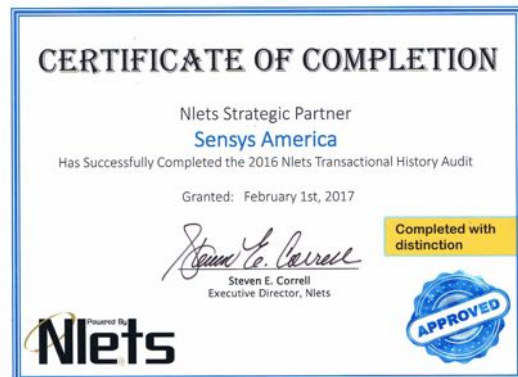 CERTIFICATE OF COMPLETION
Nlets Strategic Partner
Sensys America
Has Successfully Completed the 2016 Nlets Transactional History Audit
Granted: February 1st, 2017
Completed with
distinction
Steven E. Correll
Steven E. Correll
Executive Director, Nlets
Powered By
Nlets
APPROVED